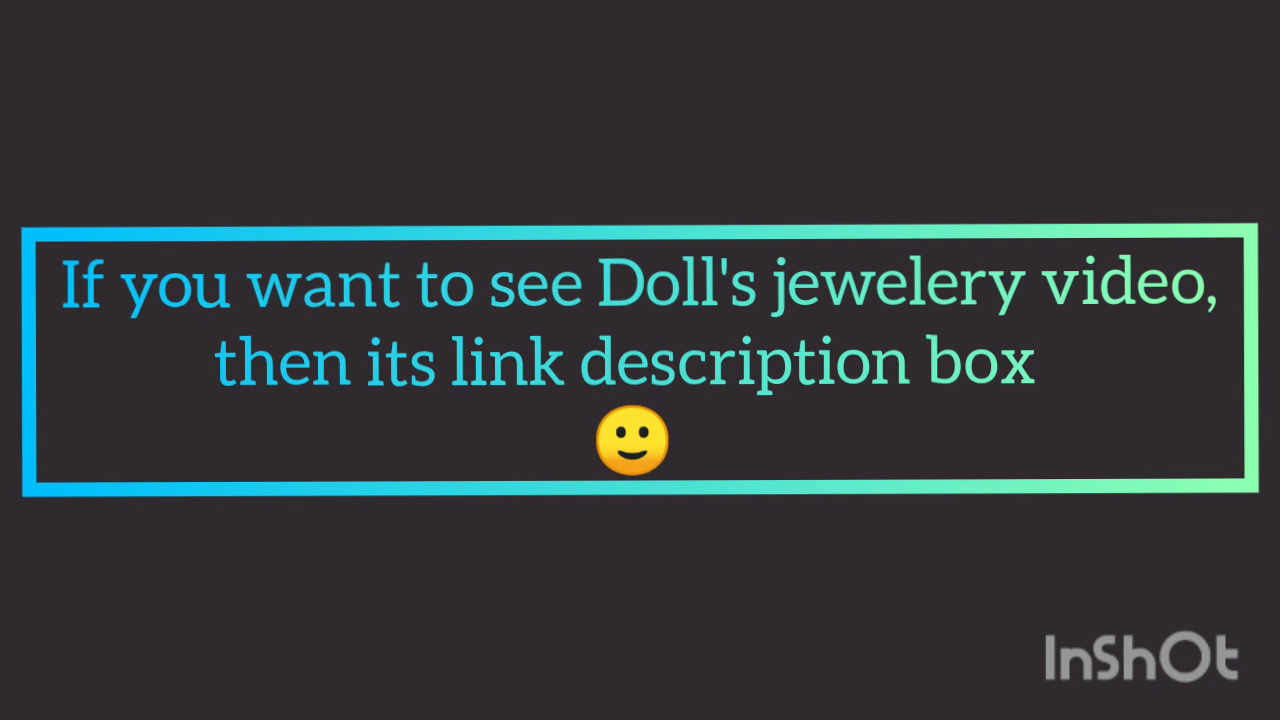 If you want to see Doll's jewelery video,
then its link description box
🙂
InShOt